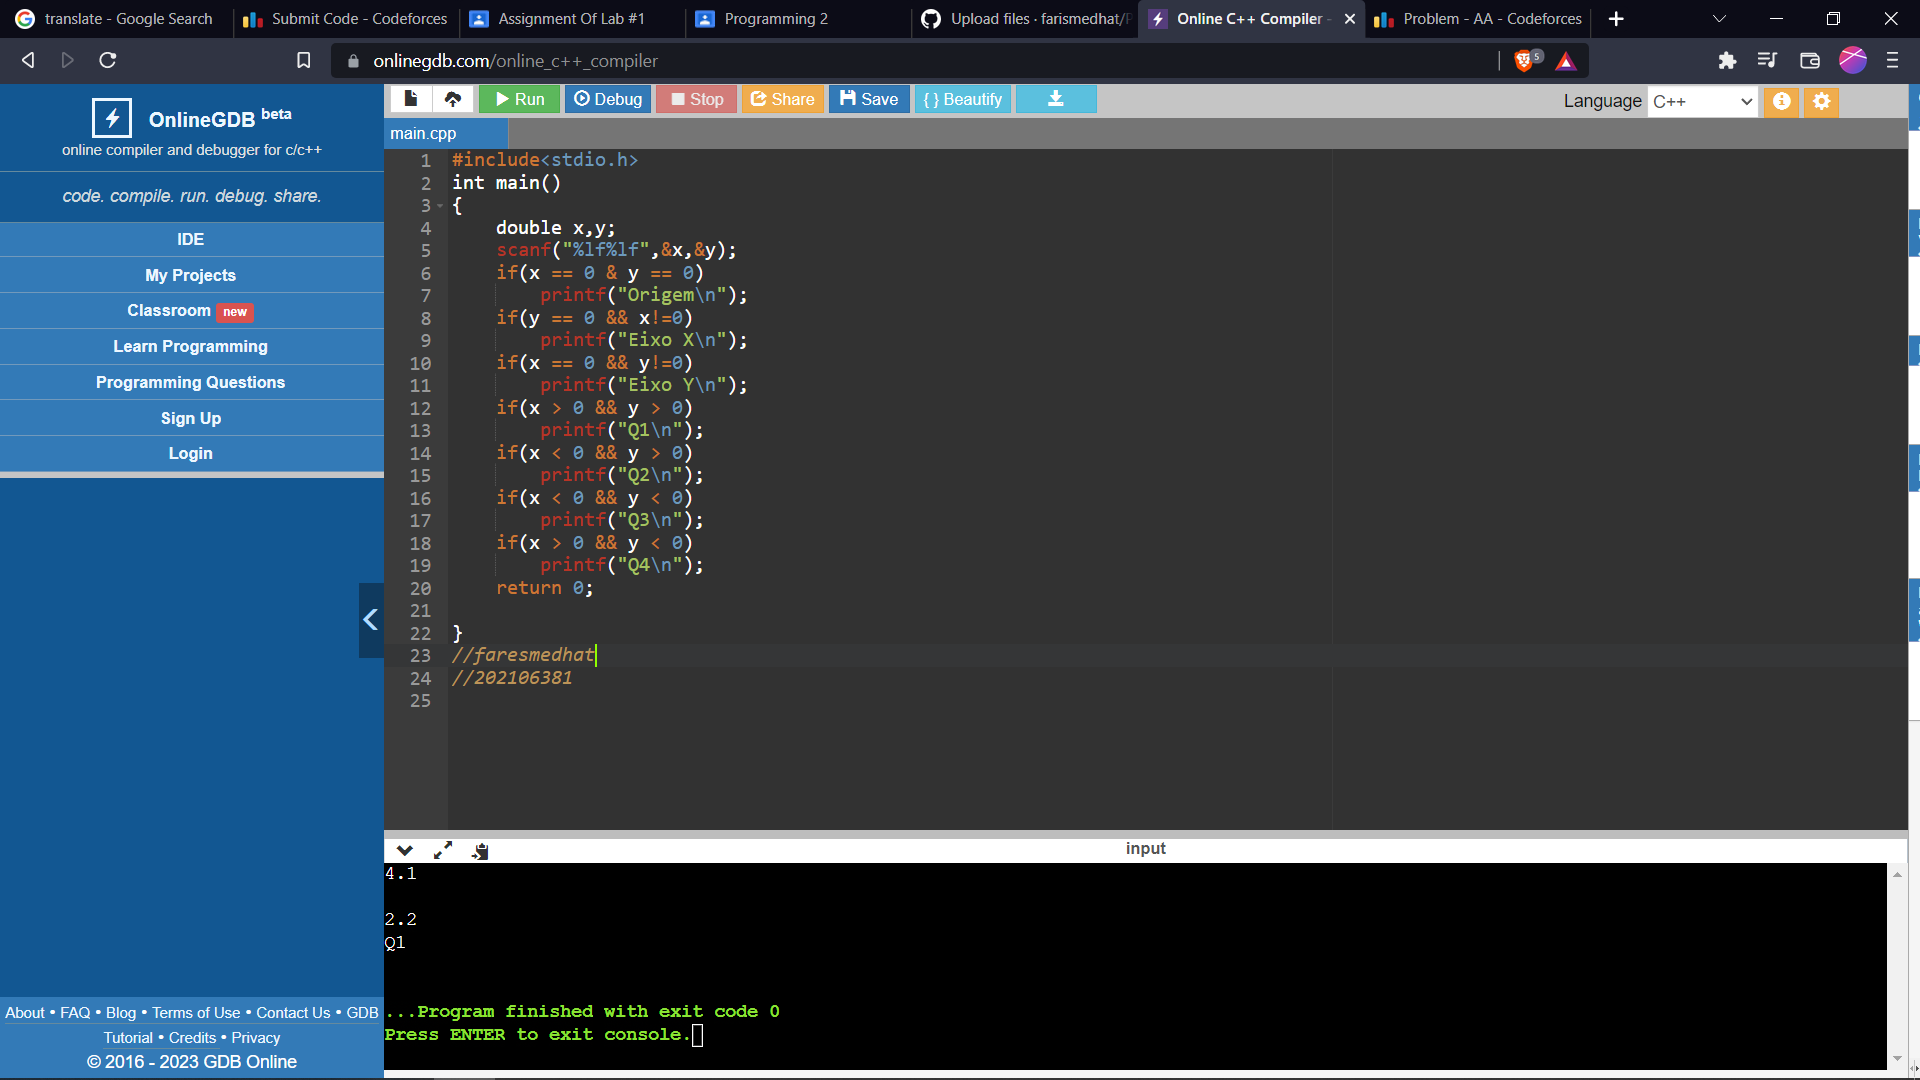 translate - Google Search
Submit Code - Codeforces
Assignment Of Lab #1
Programming 2
Upload files · farismedhat/
Online C++ Compiler -
Problem - AA - Codeforces
onlinegdb.com/online_c++_compiler
5
OnlineGDB beta
online compiler and debugger for c/c++
code. compile. run. debug. share.
IDE
My Projects
Classroom new
Learn Programming
Programming Questions
Sign Up
Login
About • FAQ • Blog • Terms of Use • Contact Us • GDB
Tutorial • Credits • Privacy
© 2016 - 2023 GDB Online
Run Debug Stop Share Save {} Beautify
Language C++
main.cpp
1 #include<stdio.h>
2 int main()
3 {
4 double x,y;
5 scanf("%lf%lf",&x,&y);
6 if(x == 0 & y == 0)
7 printf("Origem\n");
8 if(y == 0 && x!=0)
9 printf("Eixo X\n");
10 if(x == 0 && y!=0)
11 printf("Eixo Y\n");
12 if(x > 0 && y > 0)
13 printf("Q1\n");
14 if(x < 0 && y > 0)
15 printf("Q2\n");
16 if(x < 0 && y < 0)
17 printf("Q3\n");
18 if(x > 0 && y < 0)
19 printf("Q4\n");
20 return 0;
21
22 }
23 //faresmedhat
24 //202106381
25
input
4.1
2.2
Q1
...Program finished with exit code 0
Press ENTER to exit console.